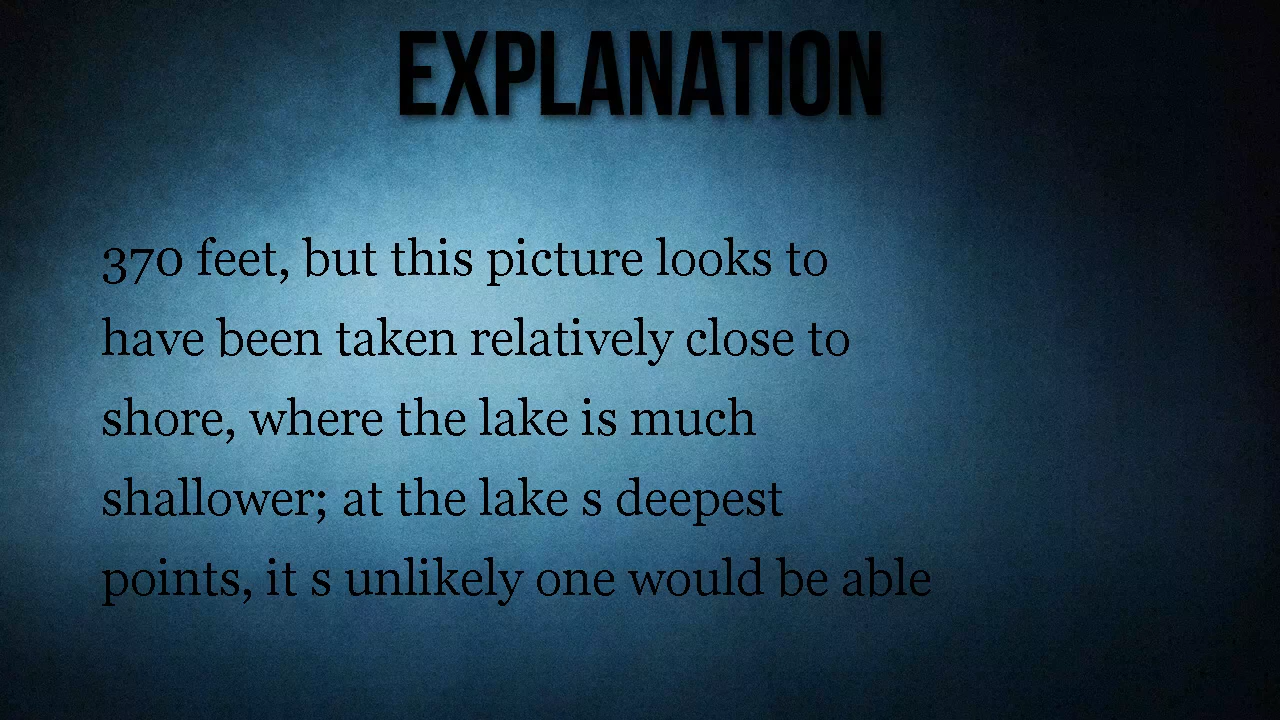 EXPLANATION
370 feet, but this picture looks to
have been taken relatively close to
shore, where the lake is much
shallower; at the lake s deepest
points, it s unlikely one would be able